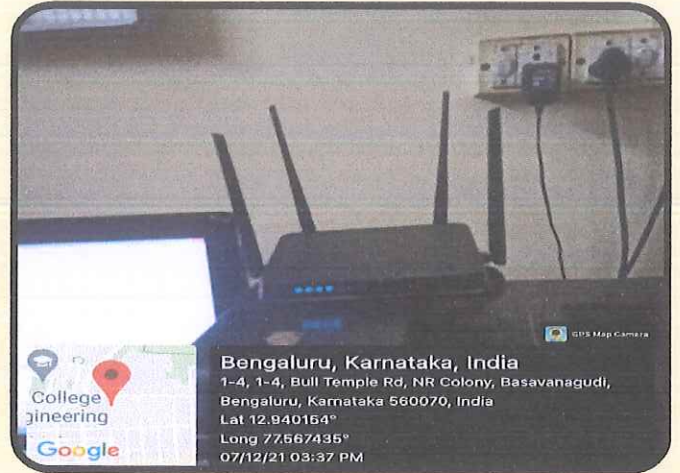 GPS Map Camera
College
gineering
Google
Bengaluru, Karnataka, India
1-4, 1-4, Bull Temple Rd, NR Colony, Basavanagudi,
Bengaluru, Karnataka 560070, India
Lat 12.940154°
Long 77.567435°
07/12/21 03:37 PM